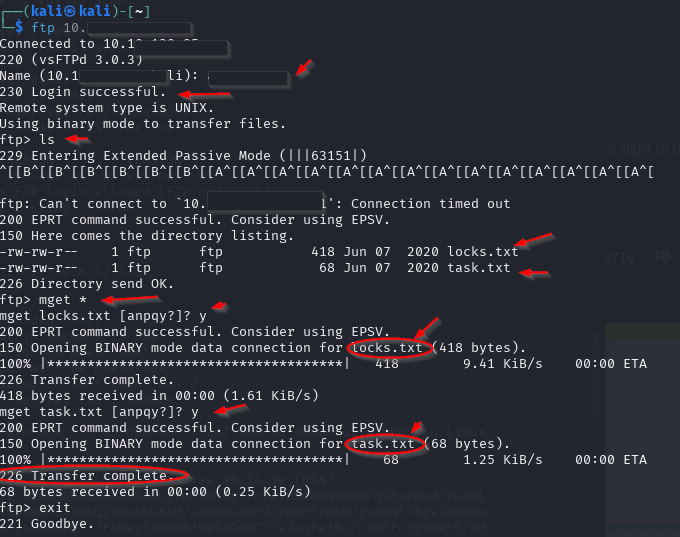 ┌──(kali㉿kali)-[~]
└─$ ftp 10.
Connected to 10.1
220 (vsFTPd 3.0.3)
Name (10.1 li):
230 Login successful.
Remote system type is UNIX.
Using binary mode to transfer files.
ftp> ls
229 Entering Extended Passive Mode (|||63151|)
^[[B^[[B^[[B^[[B^[[B^[[A^[[A^[[A^[[A^[[A^[[A^[[A^[[A^[[A^[[A^[[A^[
ftp: Can't connect to `10. 1': Connection timed out
200 EPRT command successful. Consider using EPSV.
150 Here comes the directory listing.
-rw-rw-r-- 1 ftp ftp 418 Jun 07 2020 locks.txt
-rw-rw-r-- 1 ftp ftp 68 Jun 07 2020 task.txt
226 Directory send OK.
ftp> mget *
mget locks.txt [anpqy?]? y
200 EPRT command successful. Consider using EPSV.
150 Opening BINARY mode data connection for locks.txt (418 bytes).
100% |***********************************| 418 9.41 KiB/s 00:00 ETA
226 Transfer complete.
418 bytes received in 00:00 (1.61 KiB/s)
mget task.txt [anpqy?]? y
200 EPRT command successful. Consider using EPSV.
150 Opening BINARY mode data connection for task.txt (68 bytes).
100% |***********************************| 68 1.25 KiB/s 00:00 ETA
226 Transfer complete.
68 bytes received in 00:00 (0.25 KiB/s)
ftp> exit
221 Goodbye.